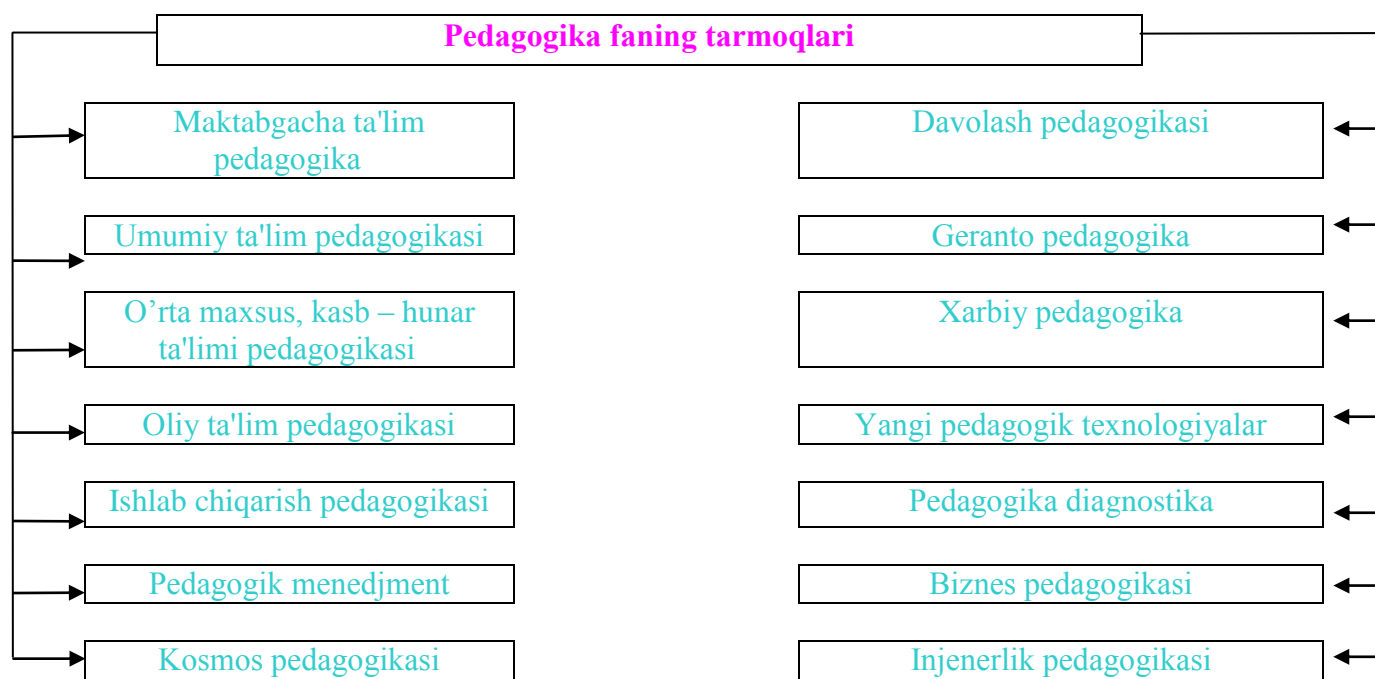 Pedagogika faning tarmoqlari
Maktabgacha ta'lim
pedagogika
Umumiy ta'lim pedagogikasi
O’rta maxsus, kasb – hunar
ta'limi pedagogikasi
Oliy ta'lim pedagogikasi
Ishlab chiqarish pedagogikasi
Pedagogik menedjment
Kosmos pedagogikasi
Davolash pedagogikasi
Geranto pedagogika
Xarbiy pedagogika
Yangi pedagogik texnologiyalar
Pedagogika diagnostika
Biznes pedagogikasi
Injenerlik pedagogikasi